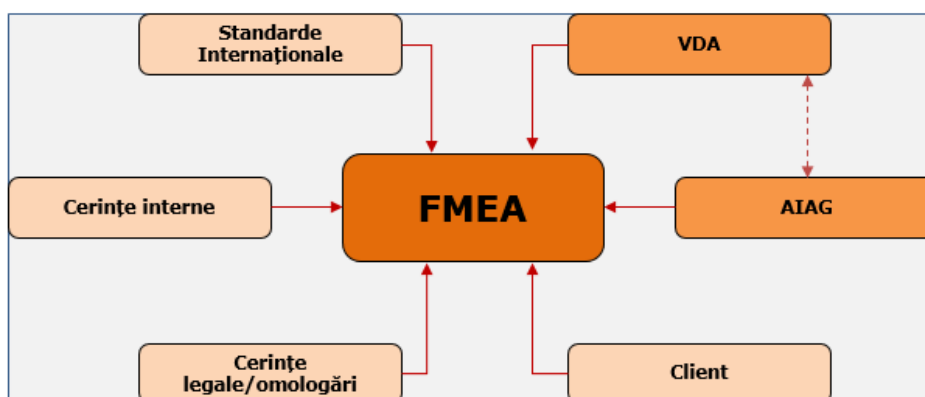 Standarde
Internaționale
VDA
Cerințe interne
FMEA
AIAG
Cerințe
legale/omologări
Client